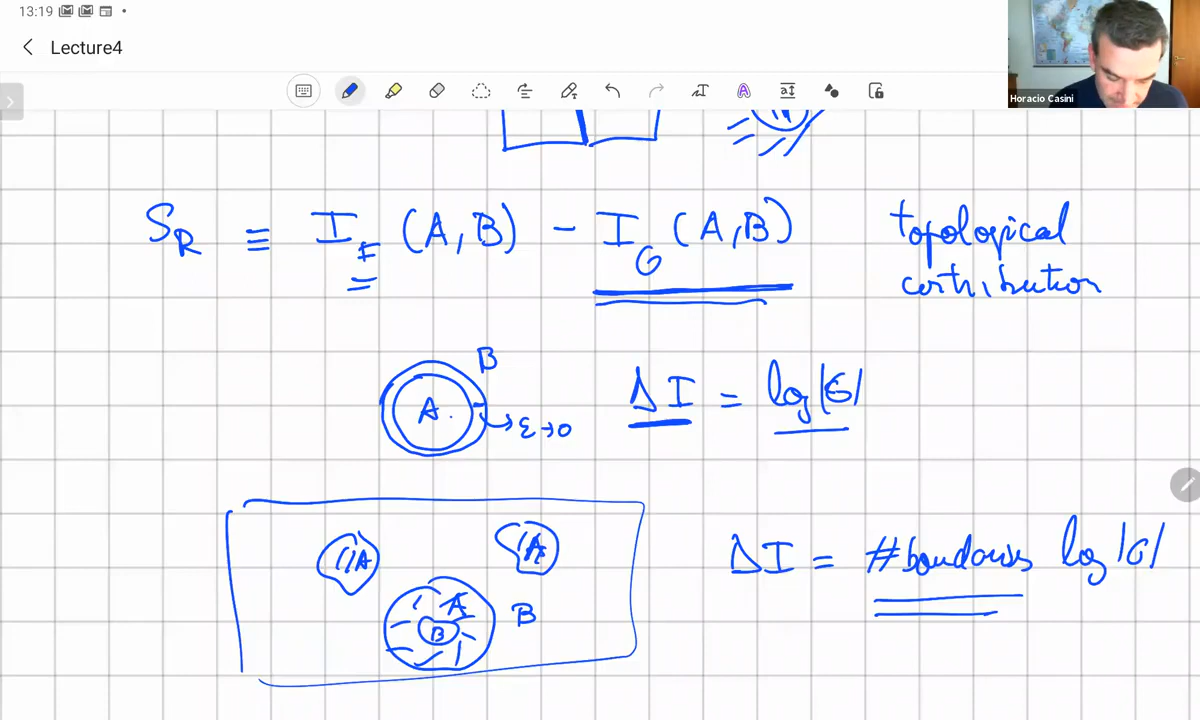 13:19
Lecture4
Horacio Casini
S_R ≡ I_F (A,B) - I_G (A,B) topological contribution
A B → ε→0 ΔI = log|G|
A A A B B ΔI = #boundaries log|G|